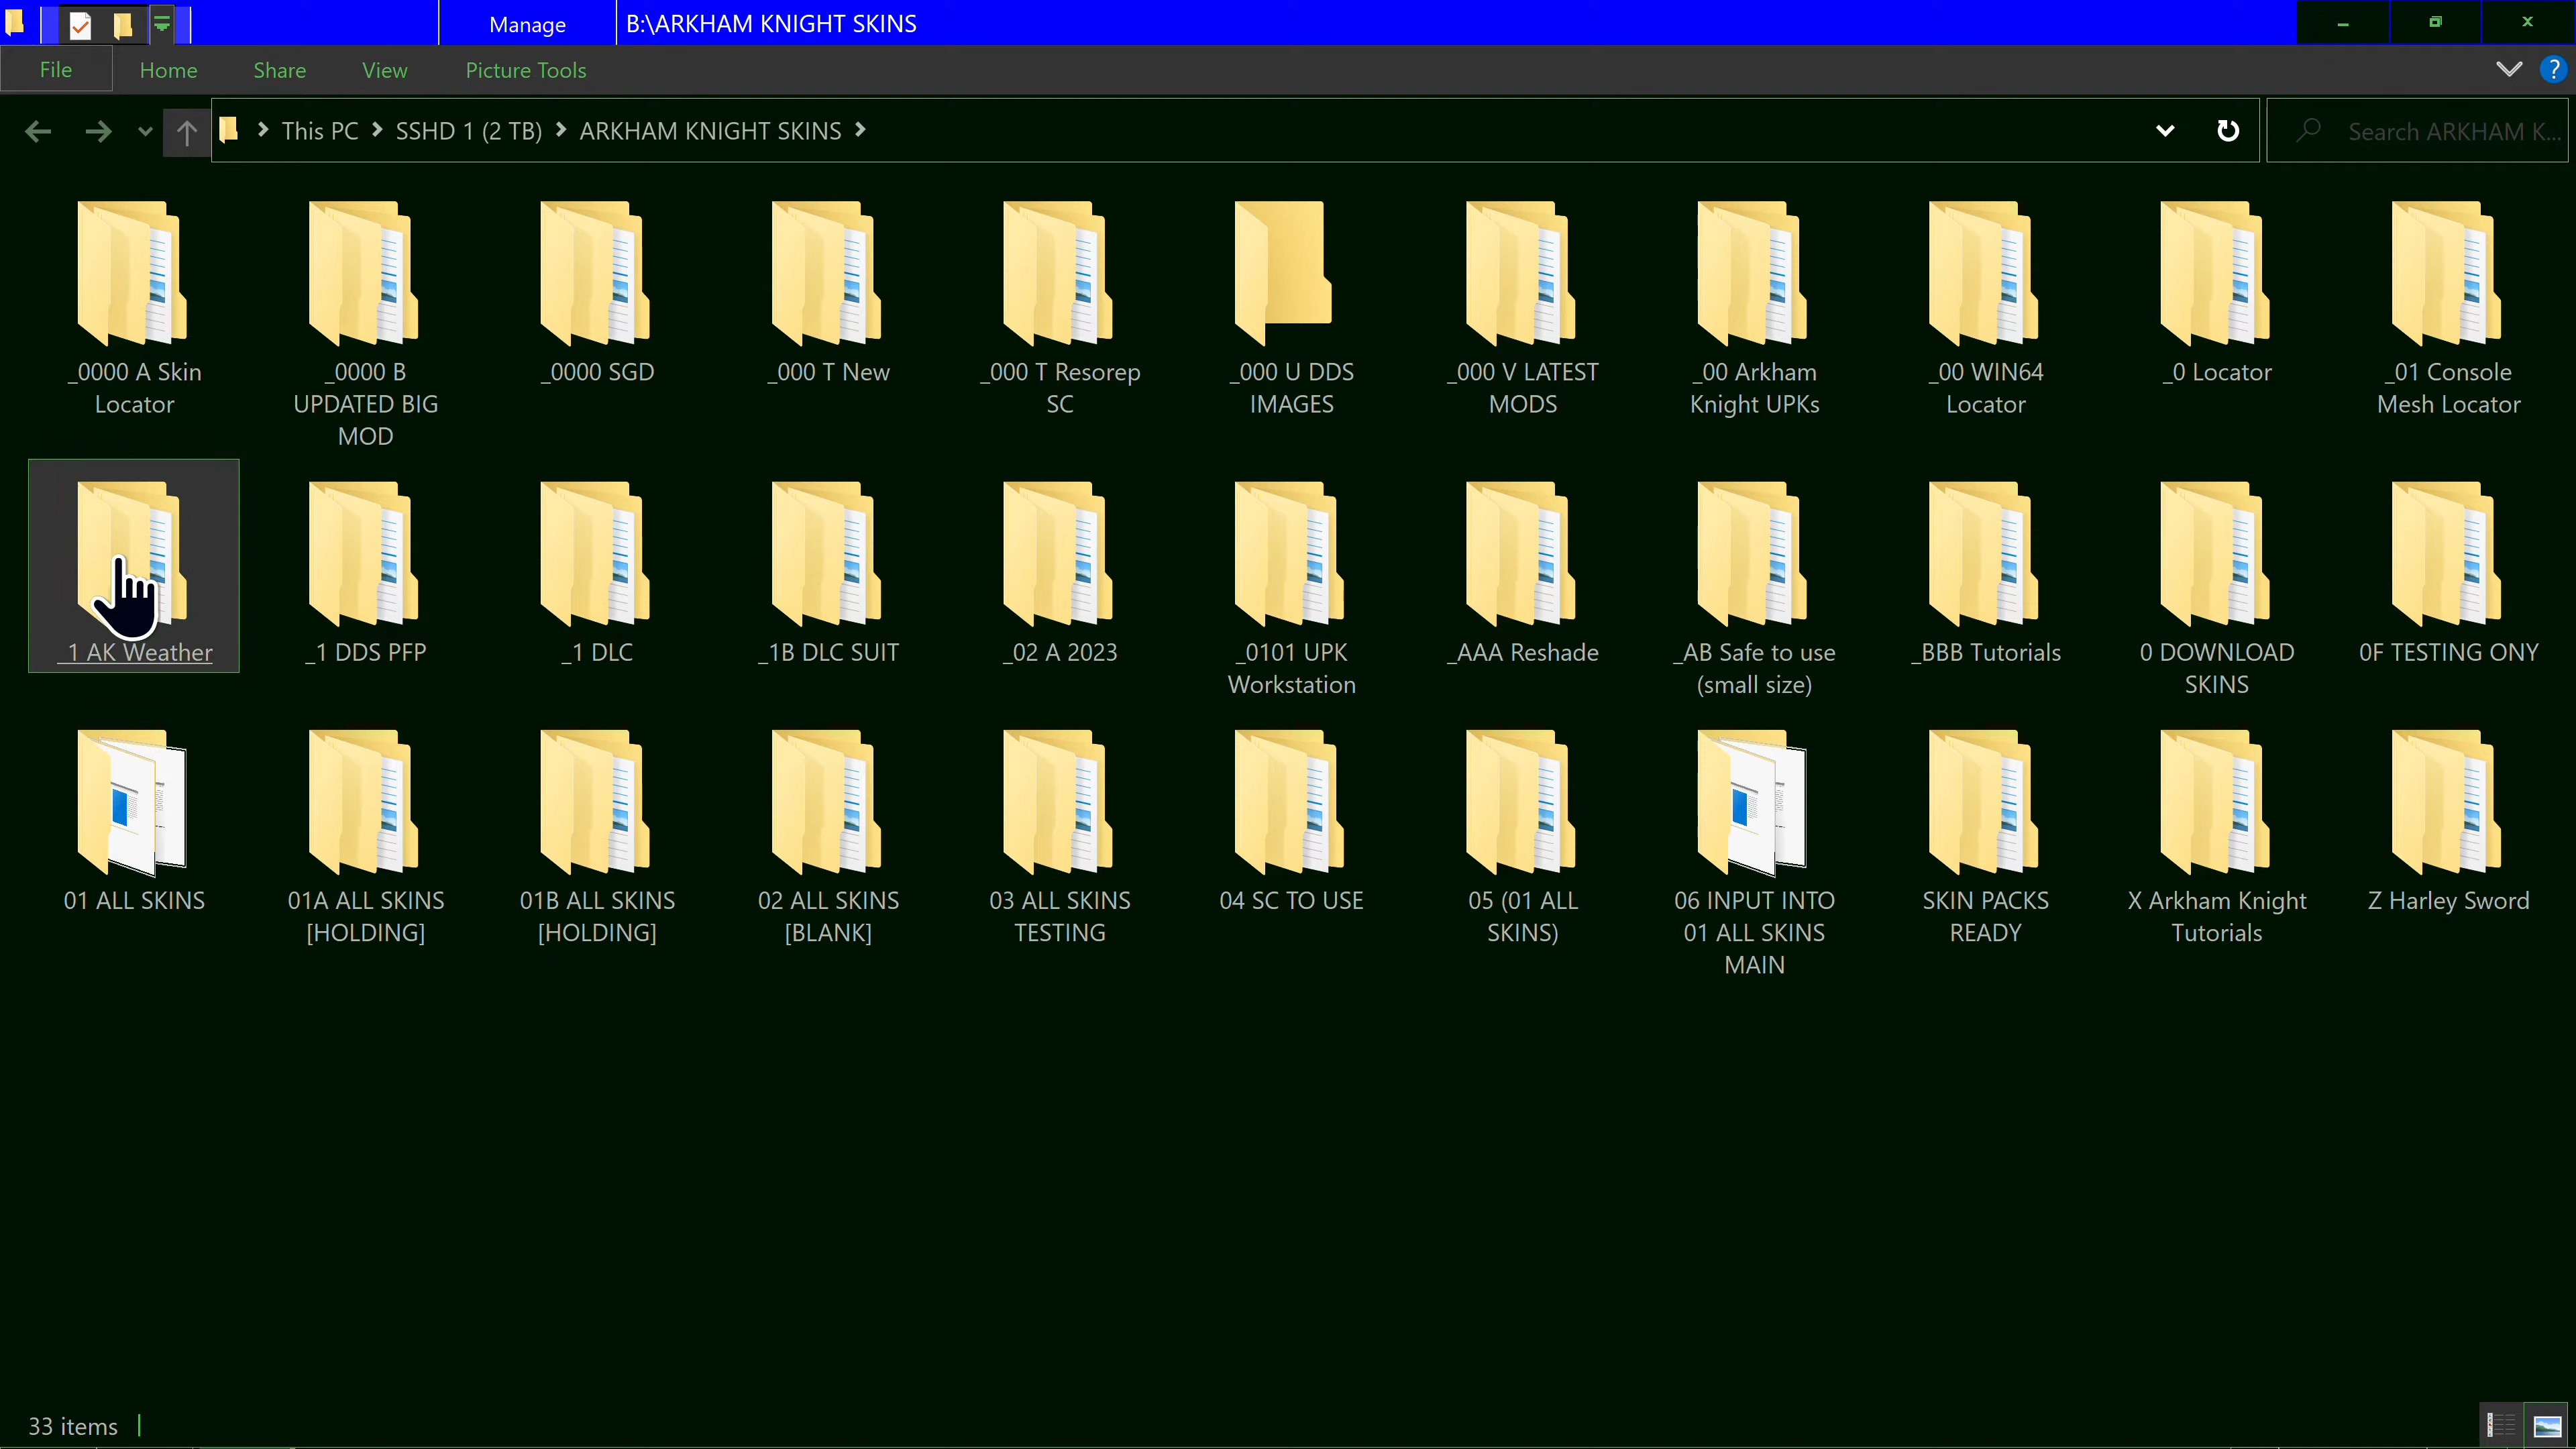 Manage
B:\ARKHAM KNIGHT SKINS
File
Home
Share
View
Picture Tools
?
This PC
SSHD 1 (2 TB)
ARKHAM KNIGHT SKINS
Search ARKHAM K...
_0000 A Skin
Locator
_0000 B
UPDATED BIG
MOD
_0000 SGD
_000 T New
_000 T Resorep
SC
_000 U DDS
IMAGES
_000 V LATEST
MODS
_00 Arkham
Knight UPKs
_00 WIN64
Locator
_0 Locator
_01 Console
Mesh Locator
_1 AK Weather
_1 DDS PFP
_1 DLC
_1B DLC SUIT
_02 A 2023
_0101 UPK
Workstation
_AAA Reshade
_AB Safe to use
(small size)
_BBB Tutorials
0 DOWNLOAD
SKINS
0F TESTING ONY
01 ALL SKINS
01A ALL SKINS
[HOLDING]
01B ALL SKINS
[HOLDING]
02 ALL SKINS
[BLANK]
03 ALL SKINS
TESTING
04 SC TO USE
05 (01 ALL
SKINS)
06 INPUT INTO
01 ALL SKINS
MAIN
SKIN PACKS
READY
X Arkham Knight
Tutorials
Z Harley Sword
33 items